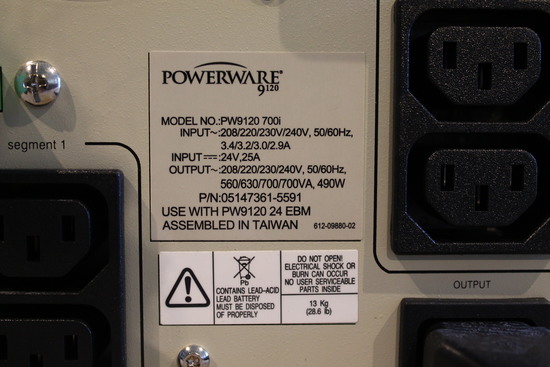 POWERWARE®
9120
MODEL NO.:PW9120 700i
INPUT~:208/220/230V/240V, 50/60Hz,
3.4/3.2/3.0/2.9A
INPUT⎓:24V,25A
OUTPUT~:208/220/230/240V, 50/60Hz,
560/630/700/700VA, 490W
P/N:05147361-5591
USE WITH PW9120 24 EBM
ASSEMBLED IN TAIWAN 612-09880-02
segment 1
Pb
CONTAINS LEAD-ACID
LEAD BATTERY
MUST BE DISPOSED
OF PROPERLY
DO NOT OPEN!
ELECTRICAL SHOCK OR
BURN CAN OCCUR
NO USER SERVICEABLE
PARTS INSIDE
13 Kg
(28.6 lb)
OUTPUT